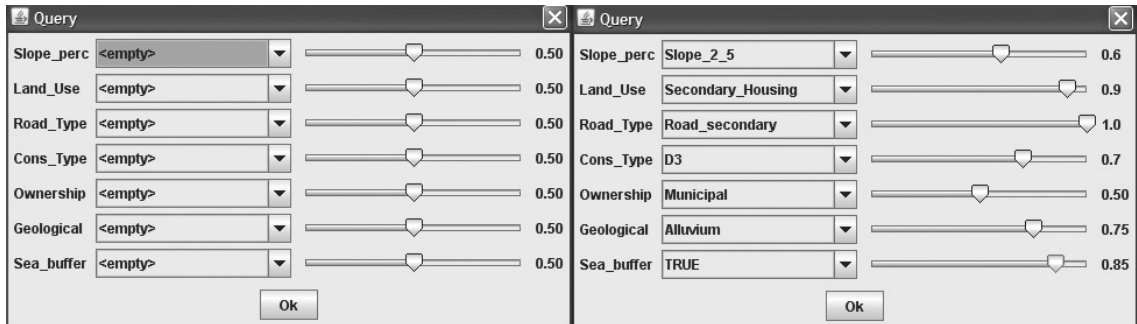 Query
Slope_perc <empty> 0.50
Land_Use <empty> 0.50
Road_Type <empty> 0.50
Cons_Type <empty> 0.50
Ownership <empty> 0.50
Geological <empty> 0.50
Sea_buffer <empty> 0.50
Ok
Query
Slope_perc Slope_2_5 0.6
Land_Use Secondary_Housing 0.9
Road_Type Road_secondary 1.0
Cons_Type D3 0.7
Ownership Municipal 0.50
Geological Alluvium 0.75
Sea_buffer TRUE 0.85
Ok